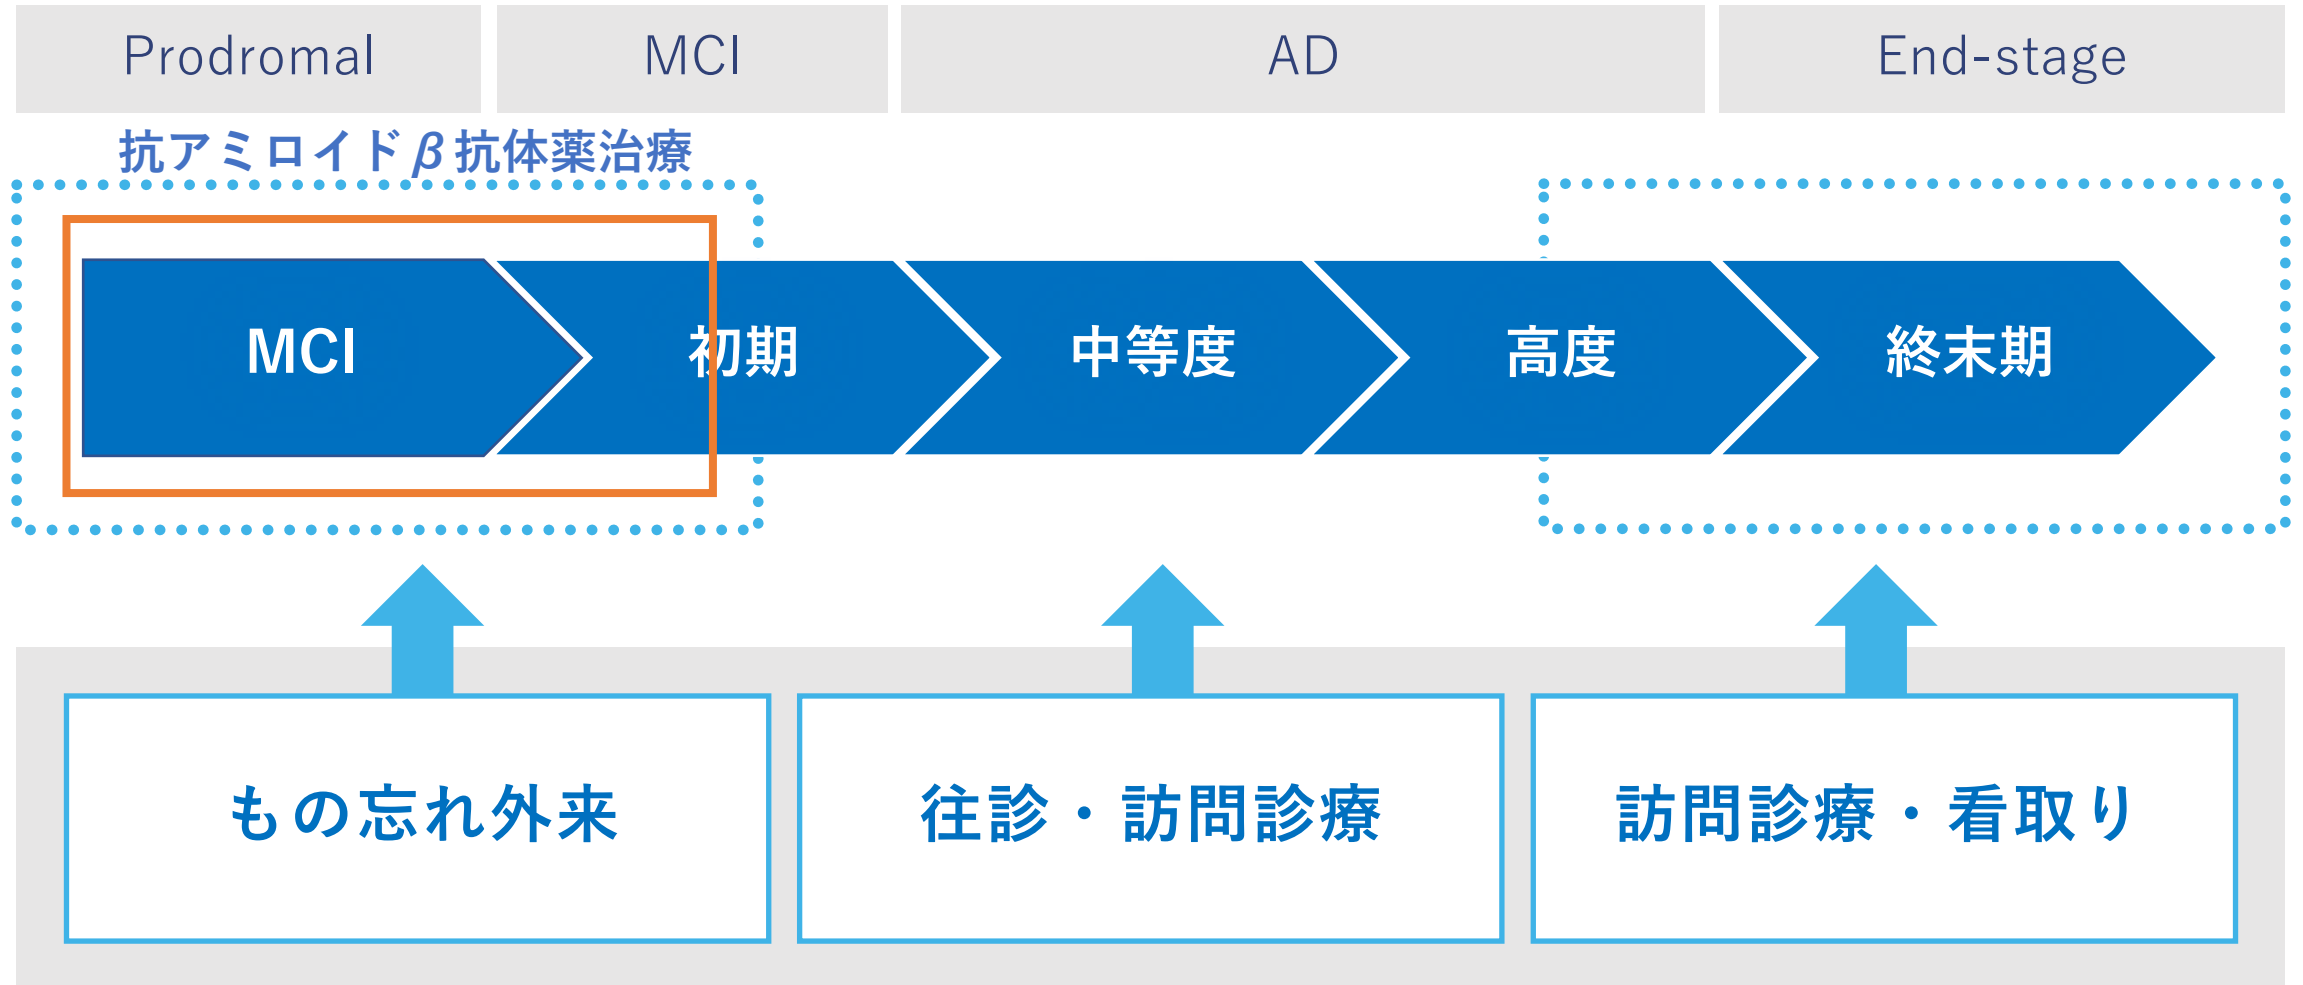 Prodromal
MCI
AD
End-stage
抗アミロイドβ抗体薬治療
MCI
初期
中等度
高度
終末期
もの忘れ外来
往診・訪問診療
訪問診療・看取り